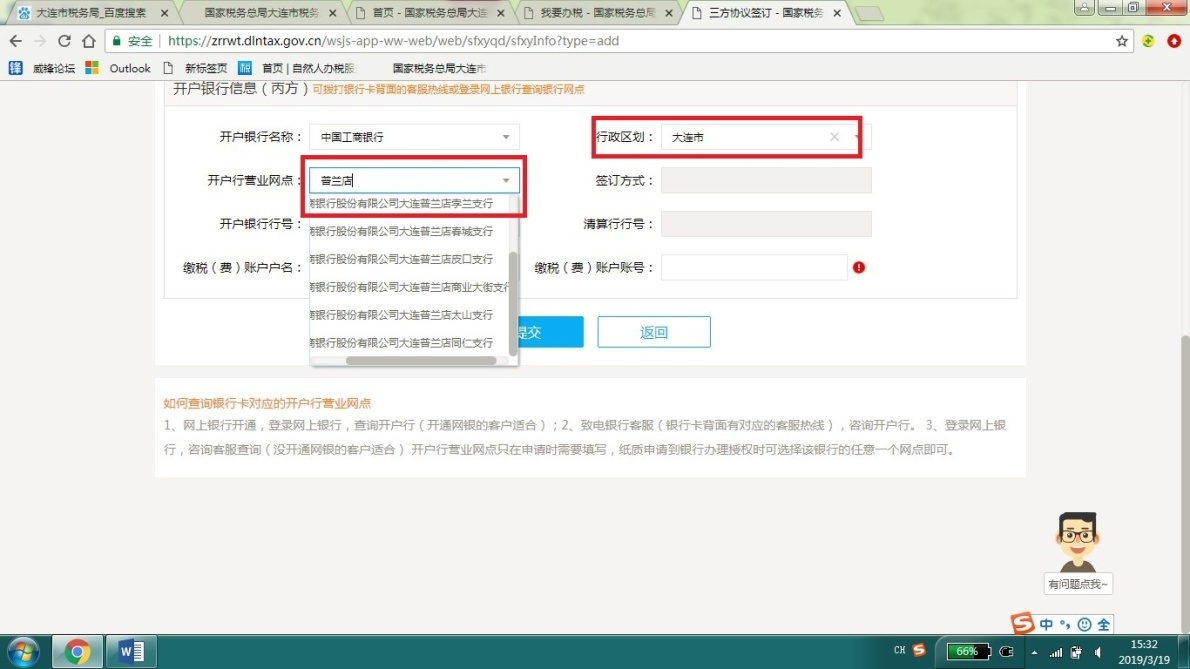 大连市税务局_百度搜索
国家税务总局大连市税务
首页 - 国家税务总局大连
我要办税 - 国家税务总局
三方协议签订 - 国家税务
安全 https://zrrwt.dlntax.gov.cn/wsjs-app-ww-web/web/sfxyqd/sfxyInfo?type=add
威锋论坛 Outlook 新标签页 首页 | 自然人办税服 国家税务总局大连市
开户银行信息（丙方）可拨打银行卡背面的客服热线或登录网上银行查询银行网点
开户银行名称： 中国工商银行 行政区划： 大连市
开户行营业网点： 普兰店 签订方式：
商银行股份有限公司大连普兰店孛兰支行
开户银行行号： 清算行行号：
商银行股份有限公司大连普兰店春城支行
商银行股份有限公司大连普兰店皮口支行
缴税（费）账户户名： 缴税（费）账户账号：
商银行股份有限公司大连普兰店商业大街支行
商银行股份有限公司大连普兰店太山支行
商银行股份有限公司大连普兰店同仁支行
提交 返回
如何查询银行卡对应的开户行营业网点
1、网上银行开通，登录网上银行，查询开户行（开通网银的客户适合）；2、致电银行客服（银行卡背面有对应的客服热线），咨询开户行。 3、登录网上银
行，咨询客服查询（没开通网银的客户适合） 开户行营业网点只在申请时需要填写，纸质申请到银行办理授权时可选择该银行的任意一个网点即可。
有问题点我~
中 全
CH 66% 15:32
2019/3/19